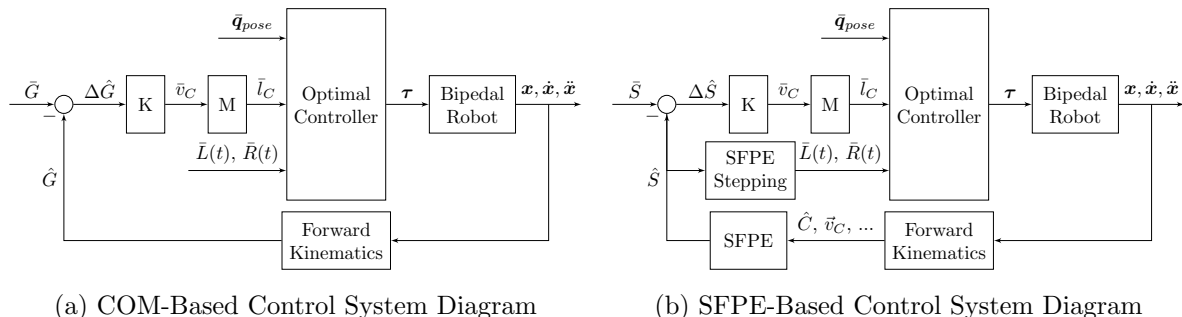 q̄_pose
Ḡ
−
ΔĜ
K
v̄_C
M
l̄_C
Optimal
Controller
τ
Bipedal
Robot
x, ẋ, ẍ
L̄(t), R̄(t)
Ĝ
Forward
Kinematics
(a) COM-Based Control System Diagram
q̄_pose
S̄
−
ΔŜ
K
v̄_C
M
l̄_C
Optimal
Controller
τ
Bipedal
Robot
x, ẋ, ẍ
SFPE
Stepping
L̄(t), R̄(t)
Ŝ
SFPE
Ĉ, v⃗_C, ...
Forward
Kinematics
(b) SFPE-Based Control System Diagram